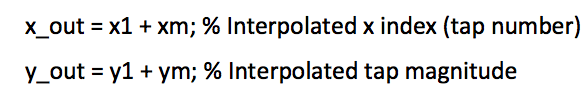 x_out = x1 + xm; % Interpolated x index (tap number)
y_out = y1 + ym; % Interpolated tap magnitude